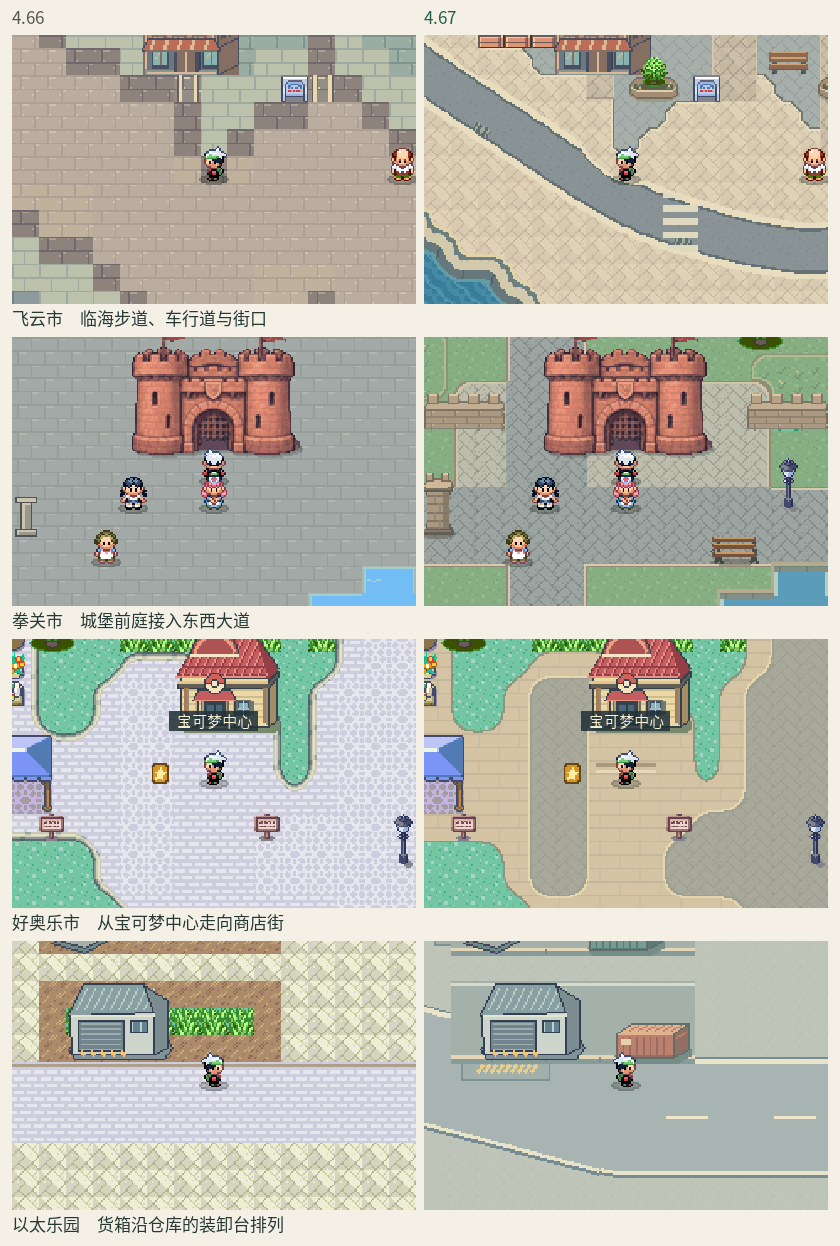 4.66
4.67
飞云市 临海步道、车行道与街口
拳关市 城堡前庭接入东西大道
宝可梦中心
宝可梦中心
好奥乐市 从宝可梦中心走向商店街
以太乐园 货箱沿仓库的装卸台排列